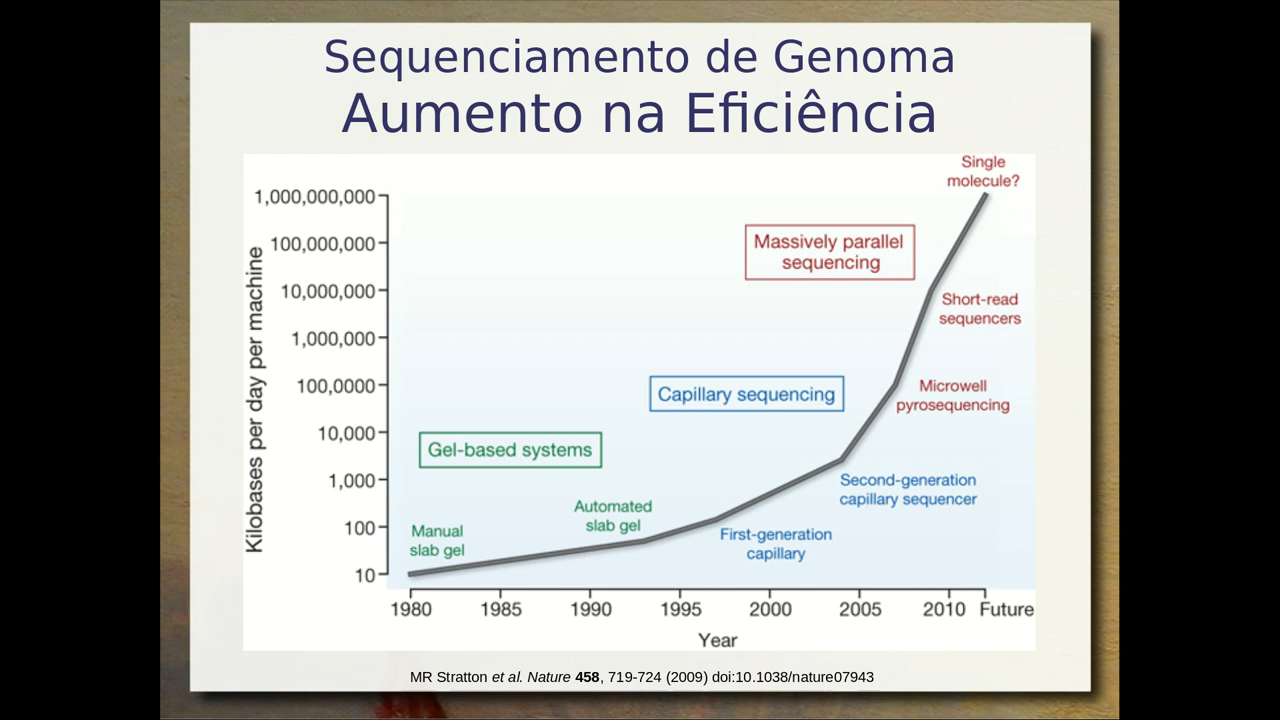 Sequenciamento de Genoma
Aumento na Eficiência
Single
molecule?
1,000,000,000
100,000,000
10,000,000
1,000,000
100,0000
10,000
1,000
100
10
Kilobases per day per machine
Massively parallel
sequencing
Short-read
sequencers
Capillary sequencing
Microwell
pyrosequencing
Gel-based systems
Second-generation
capillary sequencer
Automated
slab gel
Manual
slab gel
First-generation
capillary
1980 1985 1990 1995 2000 2005 2010 Future
Year
MR Stratton et al. Nature 458, 719-724 (2009) doi:10.1038/nature07943